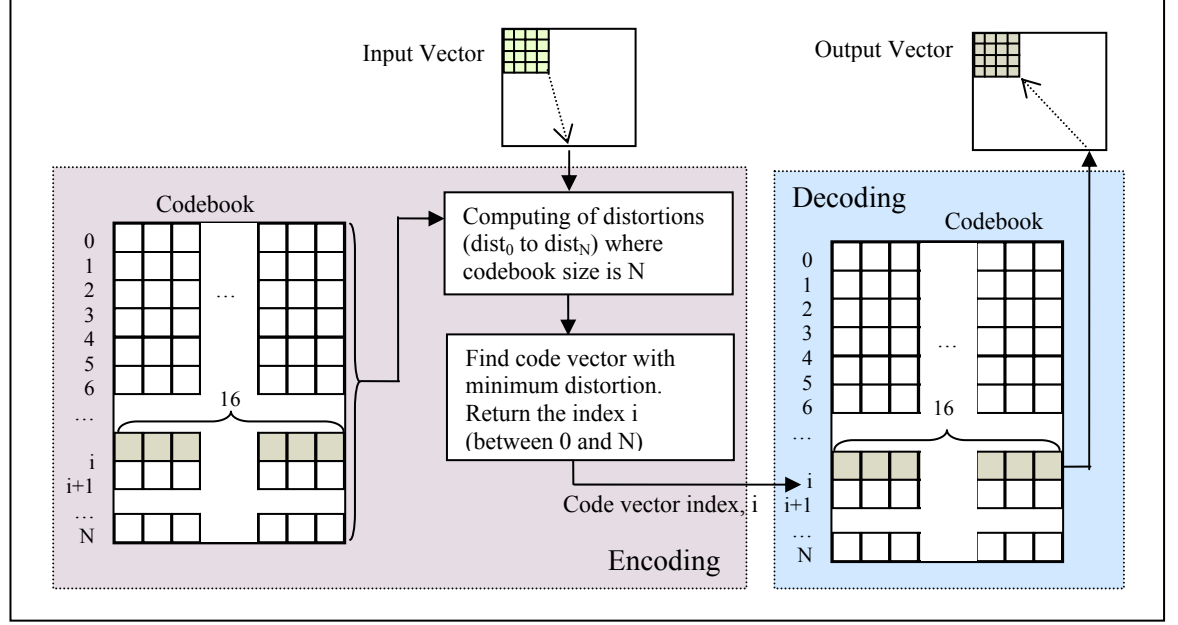 Input Vector
Output Vector
Codebook
0
1
2
3
4
5
6
…
i
i+1
…
N
…
16
Computing of distortions
(dist₀ to dist_N) where
codebook size is N
Find code vector with
minimum distortion.
Return the index i
(between 0 and N)
Code vector index, i
Encoding
Decoding
Codebook
0
1
2
3
4
5
6
…
i
i+1
…
N
…
16